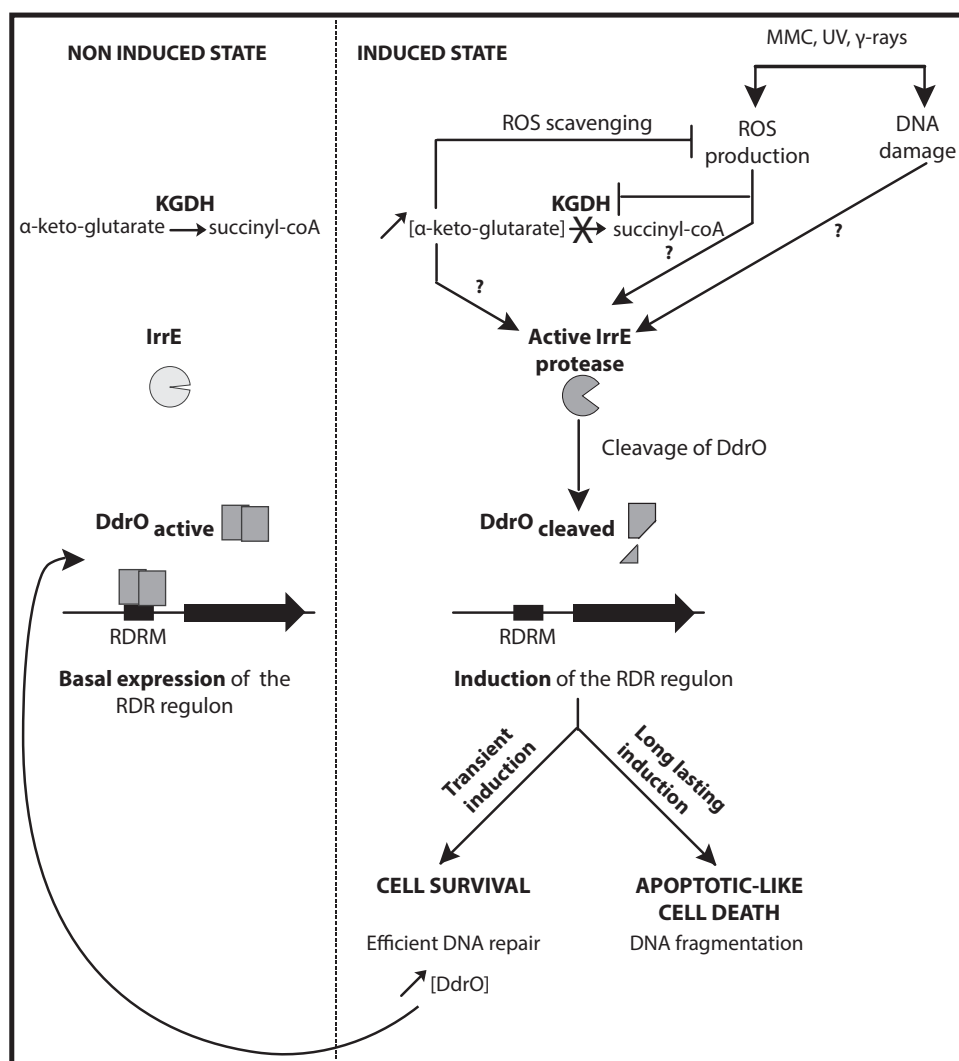 NON INDUCED STATE
KGDH
α-keto-glutarate succinyl-coA
IrrE
DdrO active
RDRM
Basal expression of the
RDR regulon
INDUCED STATE
MMC, UV, γ-rays
ROS scavenging
ROS
production
DNA
damage
KGDH
[α-keto-glutarate] succinyl-coA
?
?
?
Active IrrE
protease
Cleavage of DdrO
DdrO cleaved
RDRM
Induction of the RDR regulon
Transient
induction
Long lasting
induction
CELL SURVIVAL
Efficient DNA repair
[DdrO]
APOPTOTIC-LIKE
CELL DEATH
DNA fragmentation